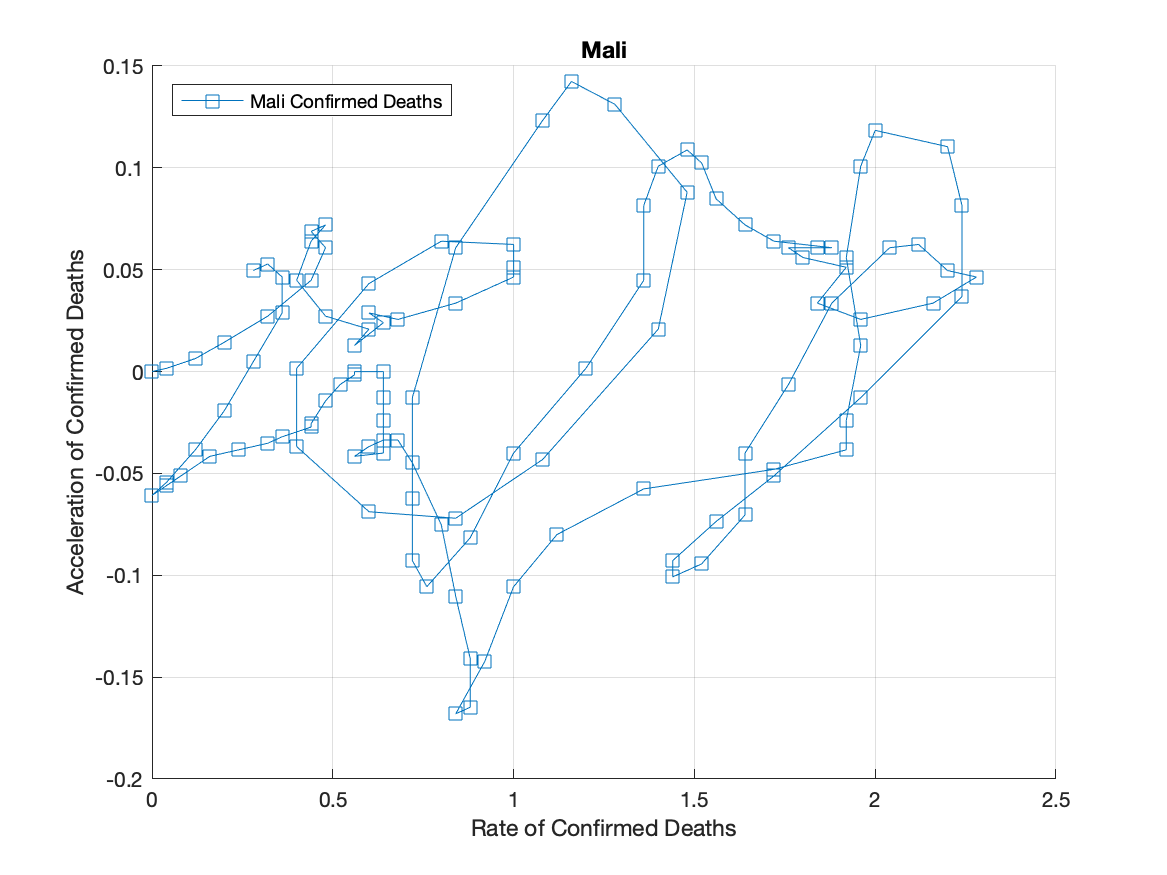 Mali
0.15
0.1
0.05
0
-0.05
-0.1
-0.15
-0.2
Acceleration of Confirmed Deaths
Mali Confirmed Deaths
0 0.5 1 1.5 2 2.5
Rate of Confirmed Deaths